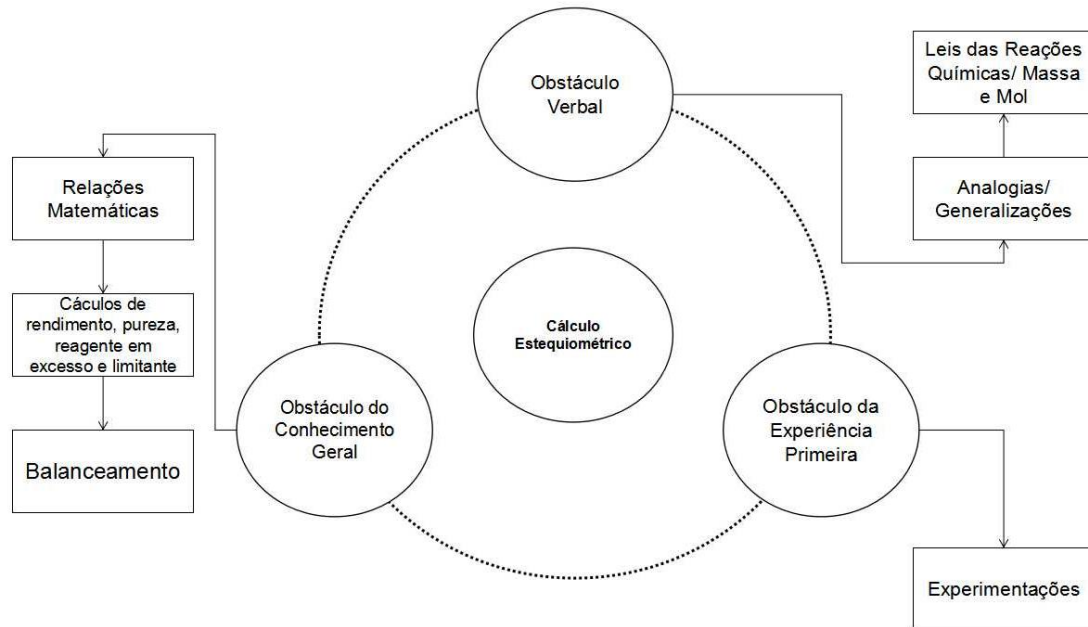 Obstáculo
Verbal
Leis das Reações
Químicas/ Massa
e Mol
Analogias/
Generalizações
Relações
Matemáticas
Cáculos de
rendimento, pureza,
reagente em
excesso e limitante
Balanceamento
Cálculo
Estequiométrico
Obstáculo do
Conhecimento
Geral
Obstáculo da
Experiência
Primeira
Experimentações